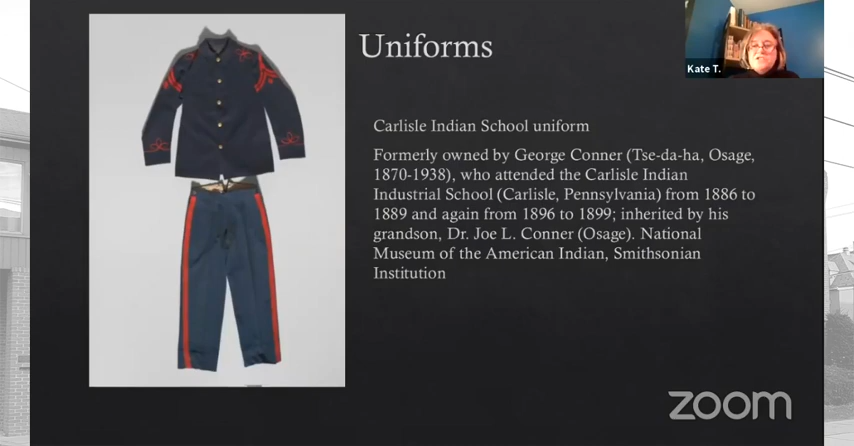 Uniforms
Kate T.
Carlisle Indian School uniform
Formerly owned by George Conner (Tse-da-ha, Osage,
1870-1938), who attended the Carlisle Indian
Industrial School (Carlisle, Pennsylvania) from 1886 to
1889 and again from 1896 to 1899; inherited by his
grandson, Dr. Joe L. Conner (Osage). National
Museum of the American Indian, Smithsonian
Institution
zoom